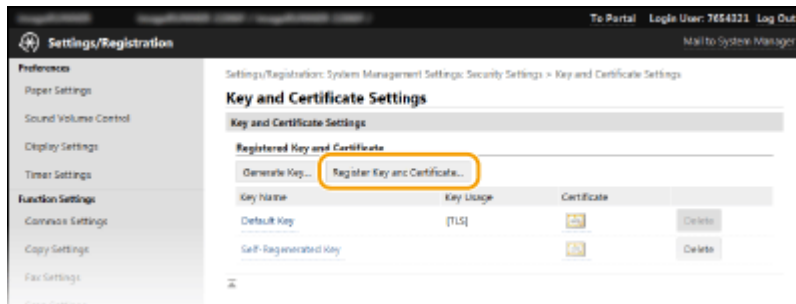 To Portal Login User: 7654321 Log Out
Settings/Registration
Mail to System Manager
Preferences
Paper Settings
Sound Volume Control
Display Settings
Timer Settings
Function Settings
Common Settings
Copy Settings
Fax Settings
Settings/Registration: System Management Settings: Security Settings > Key and Certificate Settings
Key and Certificate Settings
Key and Certificate Settings
Registered Key and Certificate
Generate Key... Register Key and Certificate...
Key Name Key Usage Certificate
Default Key [TLS] Delete
Self-Regenerated Key Delete